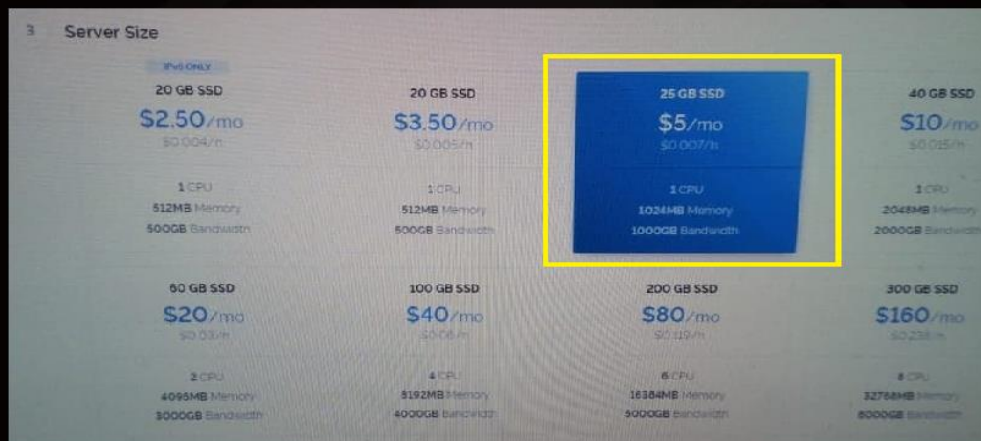 3 Server Size
IPv6 ONLY
20 GB SSD
$2.50/mo
$0.004/h
1 CPU
512MB Memory
500GB Bandwidth
20 GB SSD
$3.50/mo
$0.005/h
1 CPU
512MB Memory
500GB Bandwidth
25 GB SSD
$5/mo
$0.007/h
1 CPU
1024MB Memory
1000GB Bandwidth
40 GB SSD
$10/mo
$0.015/h
1 CPU
2048MB Memory
2000GB Bandwidth
60 GB SSD
$20/mo
$0.03/h
2 CPU
4096MB Memory
3000GB Bandwidth
100 GB SSD
$40/mo
$0.06/h
4 CPU
8192MB Memory
4000GB Bandwidth
200 GB SSD
$80/mo
$0.119/h
6 CPU
16384MB Memory
5000GB Bandwidth
300 GB SSD
$160/mo
$0.238/h
8 CPU
32768MB Memory
6000GB Bandwidth